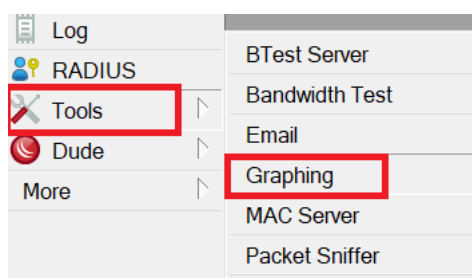 Log
RADIUS
Tools
Dude
More
BTest Server
Bandwidth Test
Email
Graphing
MAC Server
Packet Sniffer